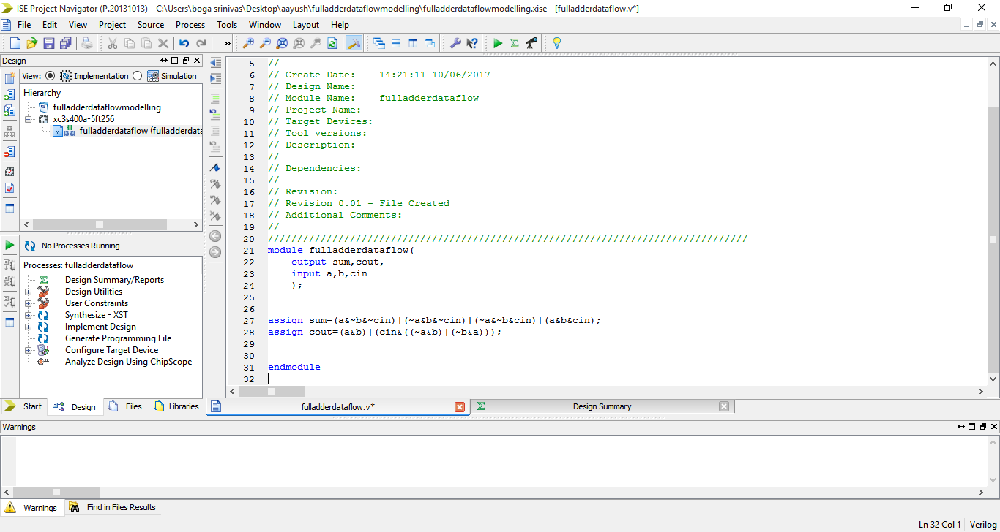 ISE Project Navigator (P.20131013) - C:\Users\boga srinivas\Desktop\aayush\fulladderdataflowmodelling\fulladderdataflowmodelling.xise - [fulladderdataflow.v*]
File Edit View Project Source Process Tools Window Layout Help
Design
View: Implementation Simulation
Hierarchy
fulladderdataflowmodelling
xc3s400a-5ft256
fulladderdataflow (fulladderdata
No Processes Running
Processes: fulladderdataflow
Design Summary/Reports
Design Utilities
User Constraints
Synthesize - XST
Implement Design
Generate Programming File
Configure Target Device
Analyze Design Using ChipScope
Start Design Files Libraries
5 //
6 // Create Date: 14:21:11 10/06/2017
7 // Design Name:
8 // Module Name: fulladderdataflow
9 // Project Name:
10 // Target Devices:
11 // Tool versions:
12 // Description:
13 //
14 // Dependencies:
15 //
16 // Revision:
17 // Revision 0.01 - File Created
18 // Additional Comments:
19 //
20 //////////////////////////////////////////////////////////////////////////////////
21 module fulladderdataflow(
22 output sum,cout,
23 input a,b,cin
24 );
25
26
27 assign sum=(a&~b&~cin)|(~a&b&~cin)|(~a&~b&cin)|(a&b&cin);
28 assign cout=(a&b)|(cin&((~a&b)|(~b&a)));
29
30
31 endmodule
32
fulladderdataflow.v* Design Summary
Warnings
Warnings Find in Files Results
Ln 32 Col 1 Verilog